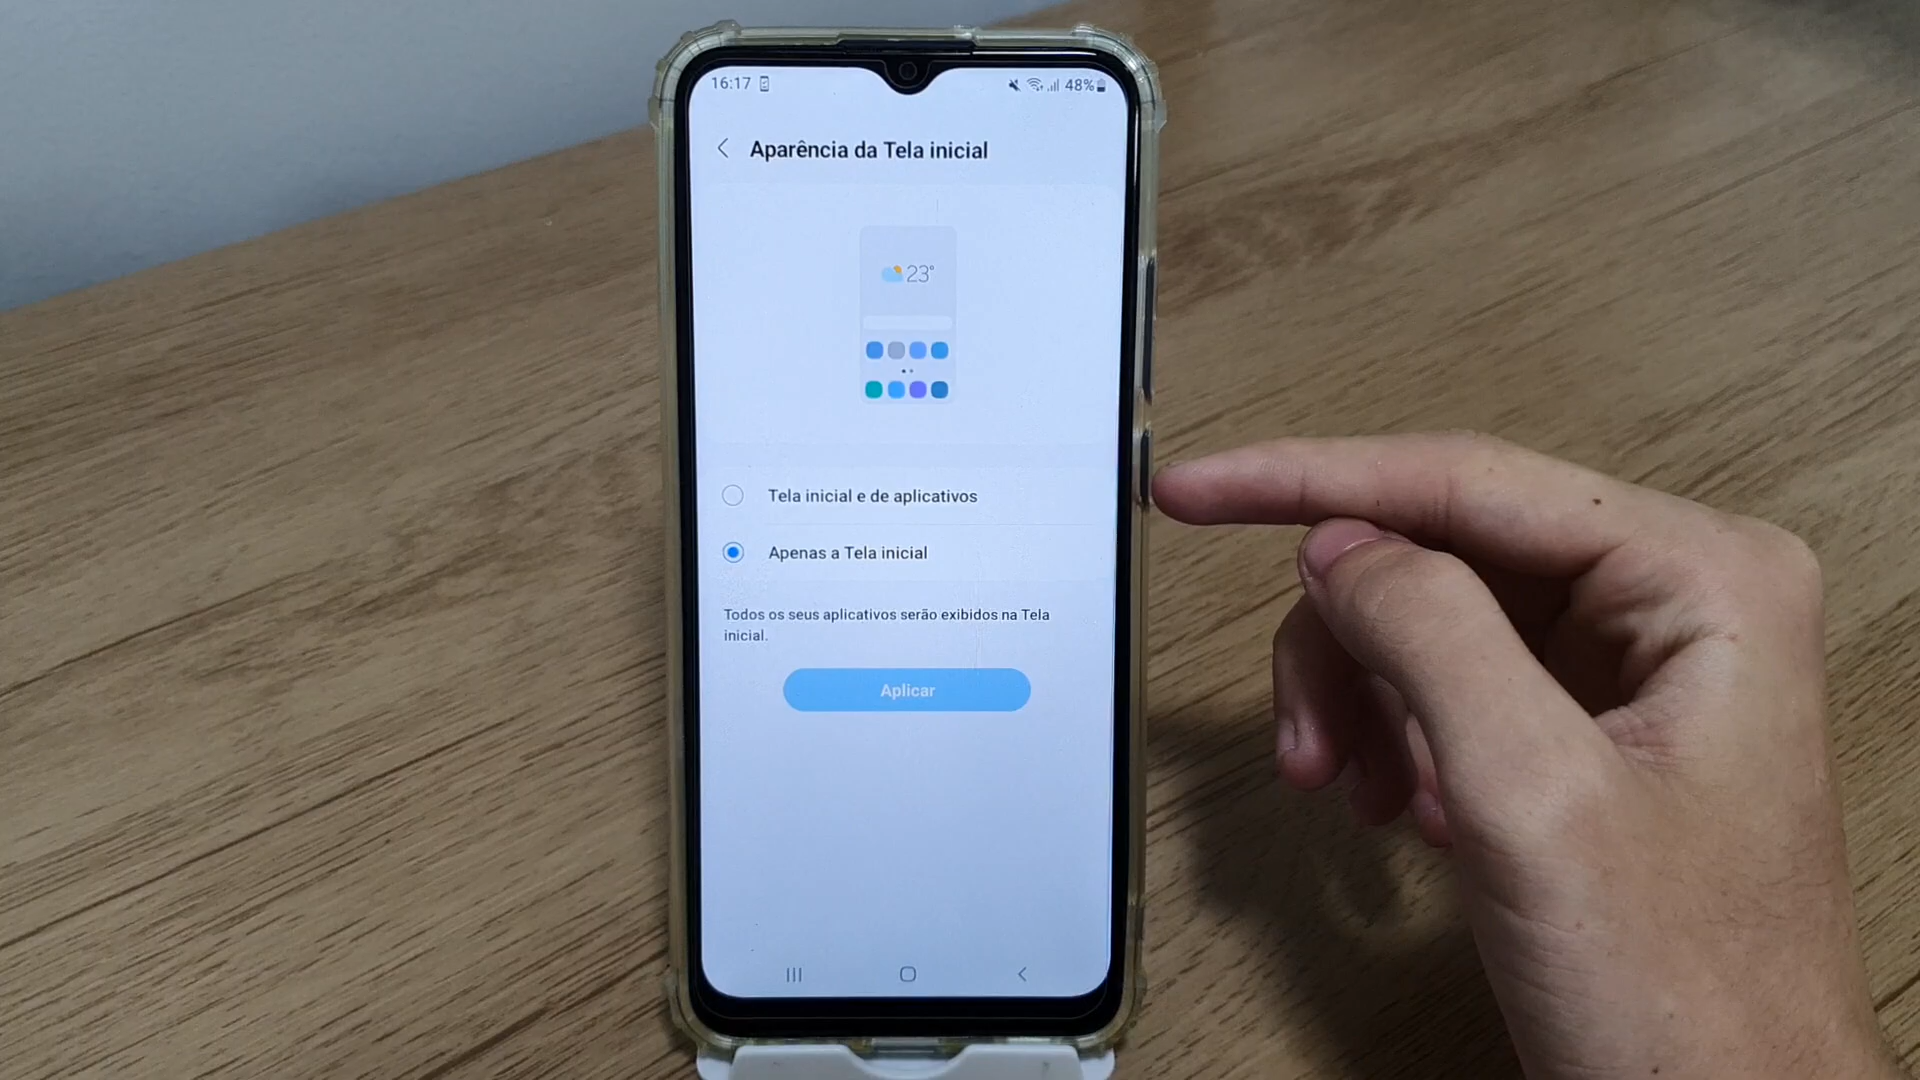 16:17
48%
Aparência da Tela inicial
23°
Tela inicial e de aplicativos
Apenas a Tela inicial
Todos os seus aplicativos serão exibidos na Tela
inicial.
Aplicar